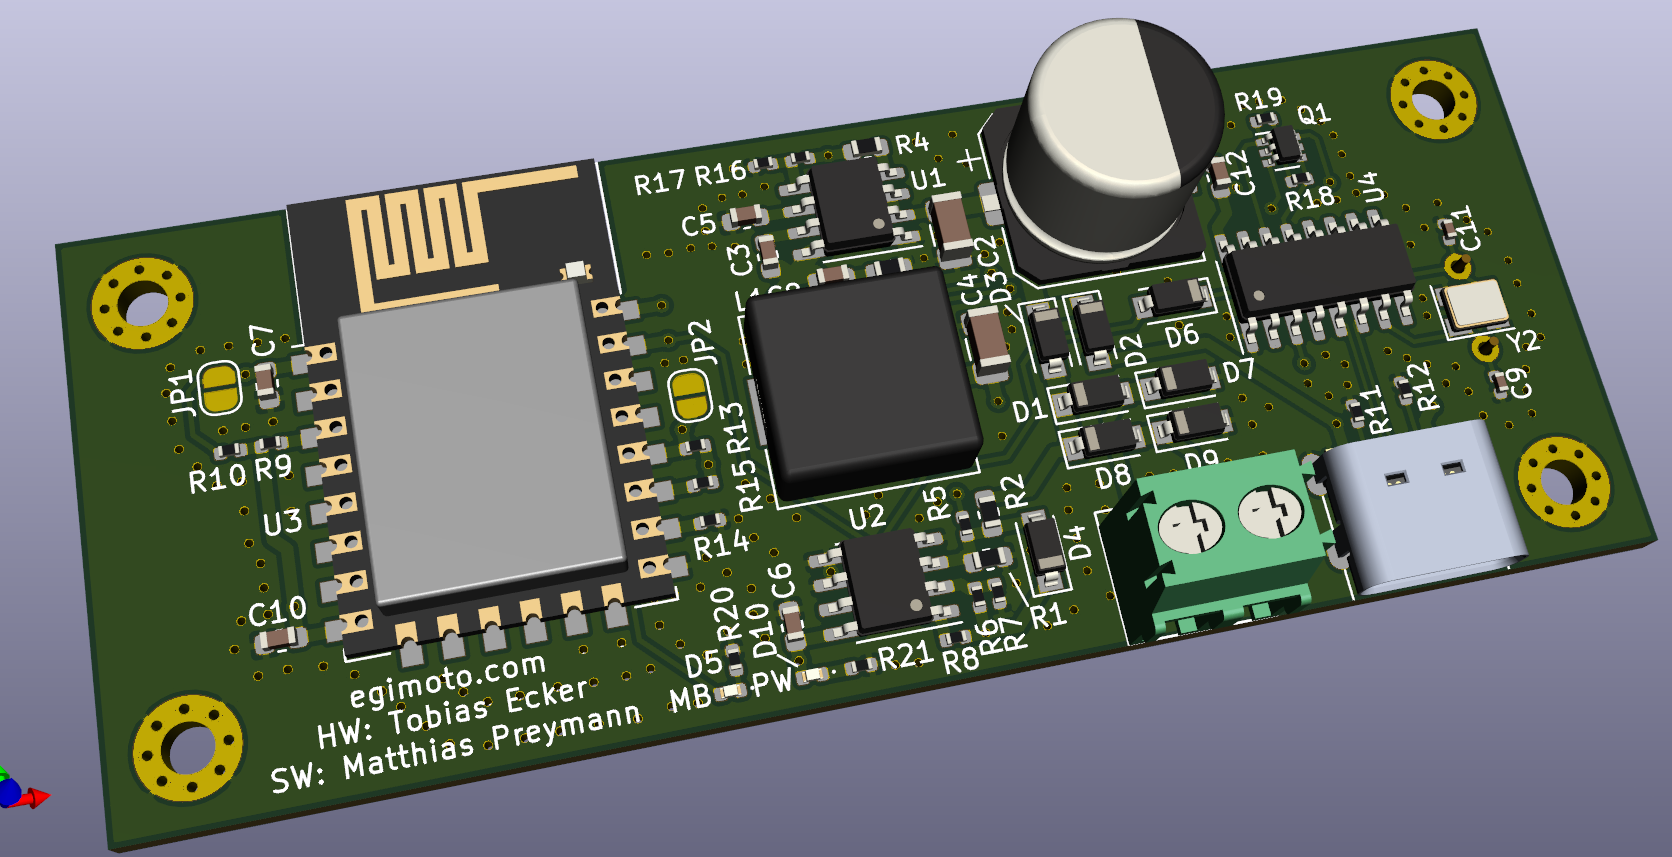 R19
Q1
R4
+
R17 R16
U1
C12
R18
U4
C5
C11
C3
C2
D3
C4
JP2
C7
JP1
D6
D2
Y2
D7
C9
R12
R11
D1
R13
R10 R9
R15
D9
D8
U2
R5
R2
U3
R14
D4
C6
C10
R20
D10
R1
R6
R7
R21
R8
D5
MB
PW
egimoto.com
HW: Tobias Ecker
SW: Matthias Preymann